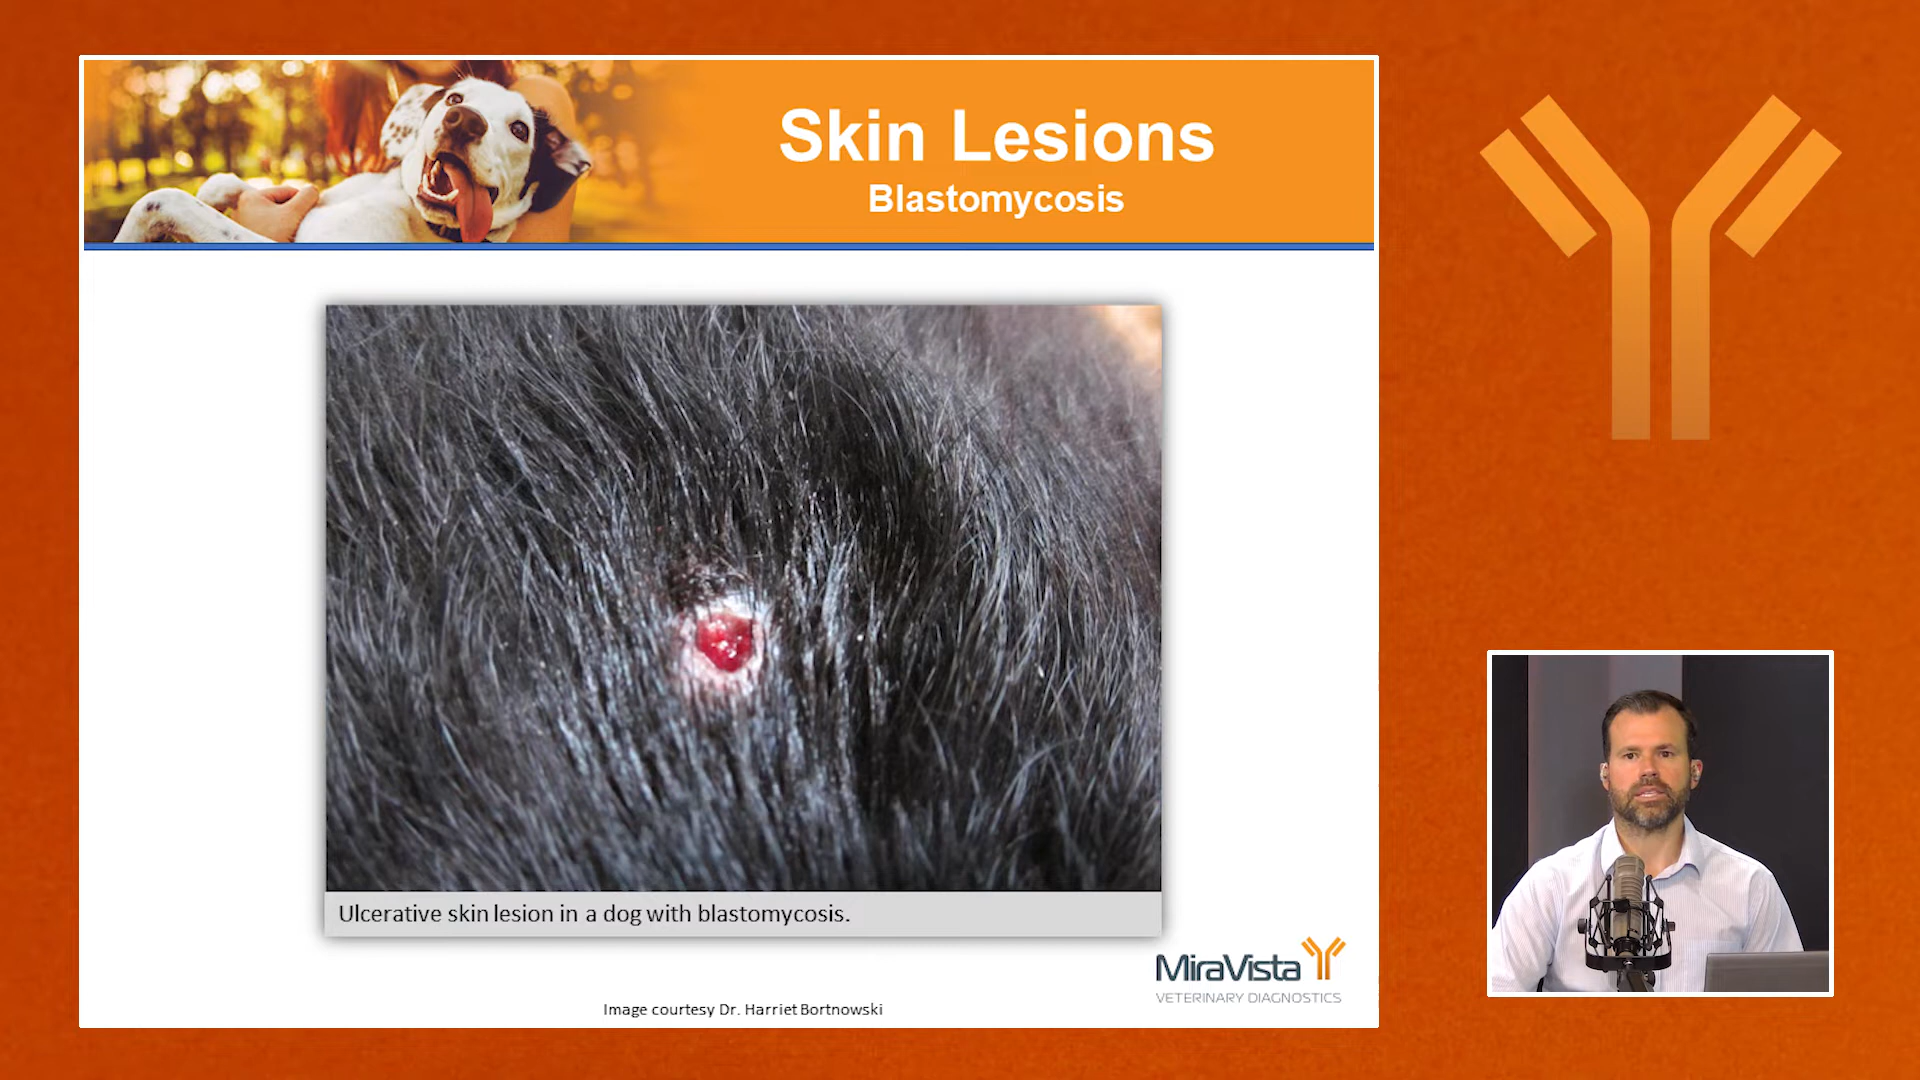 Skin Lesions
Blastomycosis
Ulcerative skin lesion in a dog with blastomycosis.
MiraVista
VETERINARY DIAGNOSTICS
Image courtesy Dr. Harriet Bortnowski